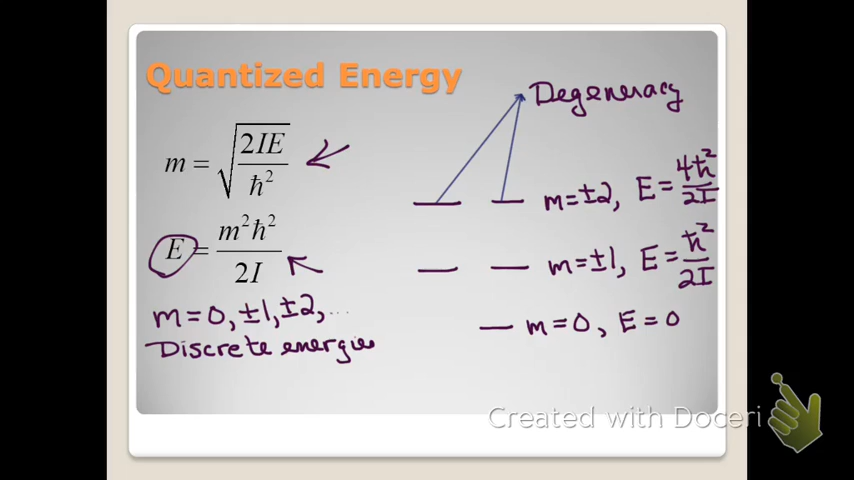 Quantized Energy
m = √(2IE/ħ²)
E = m²ħ²/2I
m=0, ±1, ±2, ...
Discrete energies
Degeneracy
m=±2, E=4ħ²/2I
m=±1, E=ħ²/2I
m=0, E=0
Created with Doceri